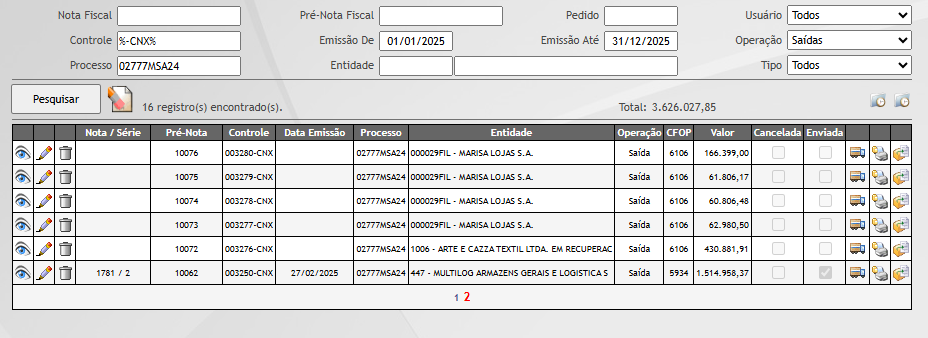 Nota Fiscal Pré-Nota Fiscal Pedido Usuário Todos
Controle %-CNX% Emissão De 01/01/2025 Emissão Até 31/12/2025 Operação Saídas
Processo 02777MSA24 Entidade Tipo Todos
Pesquisar 16 registro(s) encontrado(s). Total: 3.626.027,85
Nota / Série Pré-Nota Controle Data Emissão Processo Entidade Operação CFOP Valor Cancelada Enviada
10076 003280-CNX 02777MSA24 000029FIL - MARISA LOJAS S.A. Saída 6106 166.399,00
10075 003279-CNX 02777MSA24 000029FIL - MARISA LOJAS S.A. Saída 6106 61.806,17
10074 003278-CNX 02777MSA24 000029FIL - MARISA LOJAS S.A. Saída 6106 60.806,48
10073 003277-CNX 02777MSA24 000029FIL - MARISA LOJAS S.A. Saída 6106 62.980,50
10072 003276-CNX 02777MSA24 1006 - ARTE E CAZZA TEXTIL LTDA. EM RECUPERAC Saída 6106 430.881,91
1781 / 2 10062 003250-CNX 27/02/2025 02777MSA24 447 - MULTILOG ARMAZENS GERAIS E LOGISTICA S Saída 5934 1.514.958,37
1 2